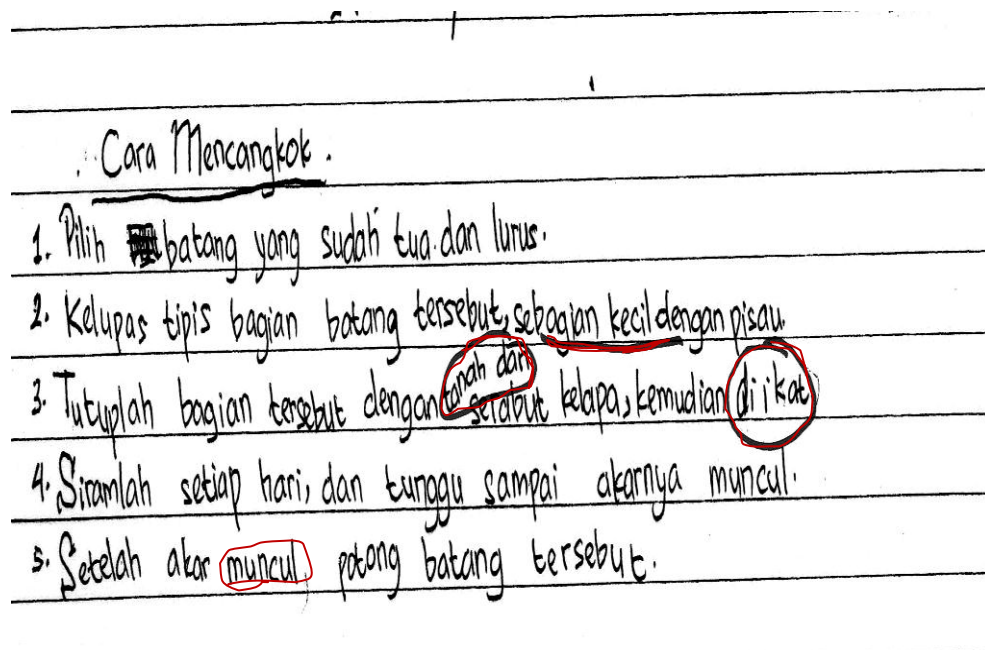 Cara Mencangkok.
1. Pilih batang yang sudah tua dan lurus.
2. Kelupas tipis bagian batang tersebut, sebagian kecil dengan pisau.
3. Tutuplah bagian tersebut dengan tanah dan serabut kelapa, kemudian di ikat
4. Siramlah setiap hari, dan tunggu sampai akarnya muncul.
5. Setelah akar muncul potong batang tersebut.